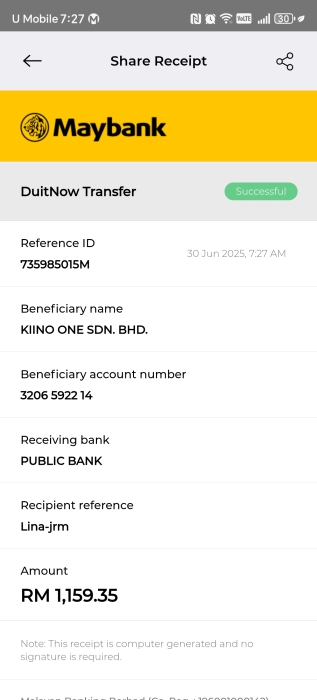 U Mobile 7:27
30
Share Receipt
Maybank
DuitNow Transfer
Successful
Reference ID
30 Jun 2025, 7:27 AM
735985015M
Beneficiary name
KIINO ONE SDN. BHD.
Beneficiary account number
3206 5922 14
Receiving bank
PUBLIC BANK
Recipient reference
Lina-jrm
Amount
RM 1,159.35
Note: This receipt is computer generated and no
signature is required.